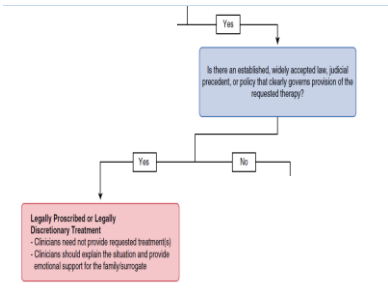 Yes
Is there an established, widely accepted law, judicial
precedent, or policy that clearly governs provision of the
requested therapy?
Yes
No
Legally Proscribed or Legally
Discretionary Treatment
- Clinicians need not provide requested treatment(s)
- Clinicians should explain the situation and provide
emotional support for the family/surrogate